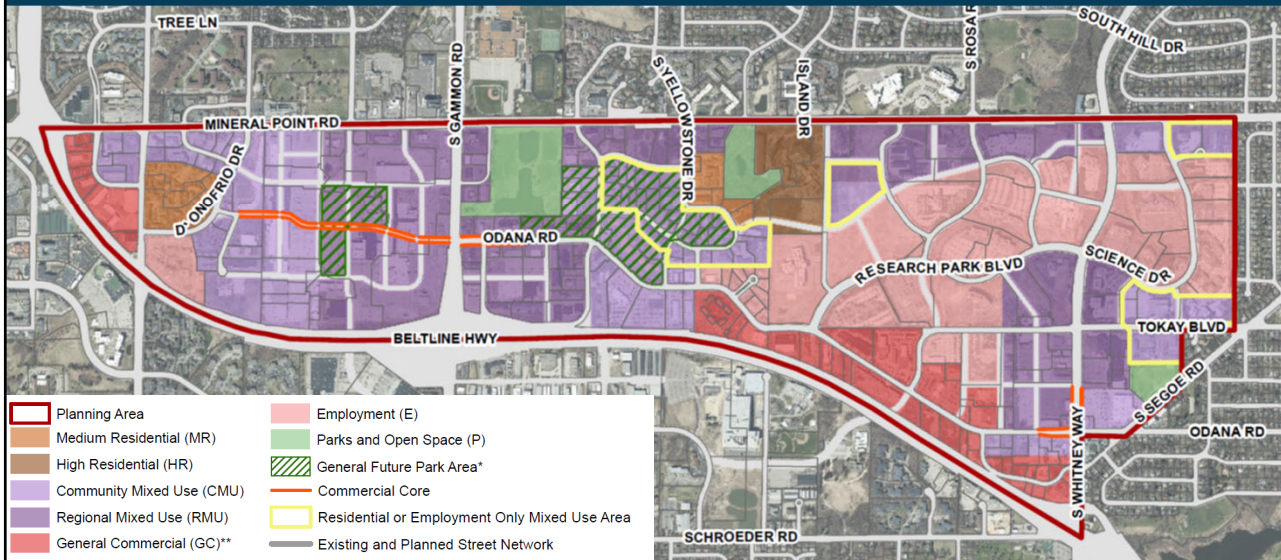 TREE LN
S GAMMON RD
S YELLOWSTONE DR
ISLAND DR
S ROSAR
SOUTH HILL DR
MINERAL POINT RD
D' ONOFRIO DR
ODANA RD
RESEARCH PARK BLVD
SCIENCE DR
BELTLINE HWY
TOKAY BLVD
S SEGOE RD
ODANA RD
S WHITNEY WAY
SCHROEDER RD
Planning Area
Medium Residential (MR)
High Residential (HR)
Community Mixed Use (CMU)
Regional Mixed Use (RMU)
General Commercial (GC)**
Employment (E)
Parks and Open Space (P)
General Future Park Area*
Commercial Core
Residential or Employment Only Mixed Use Area
Existing and Planned Street Network